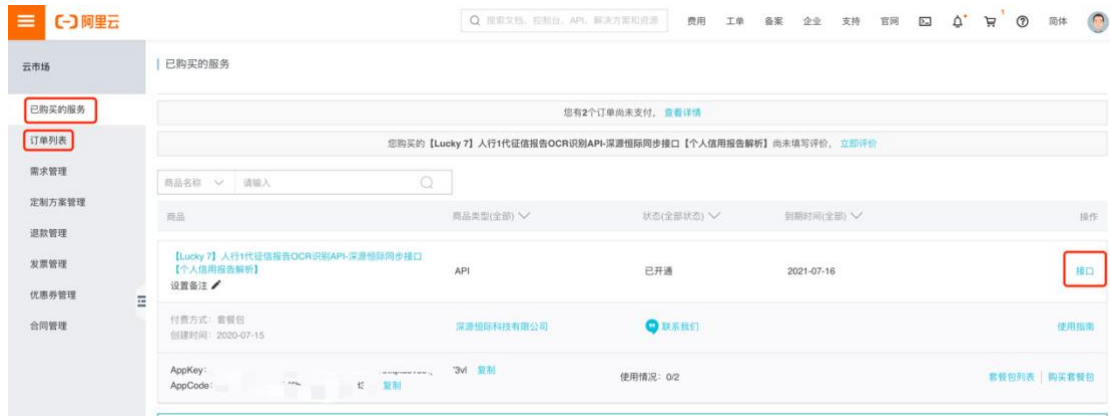 阿里云
搜索文档、控制台、API、解决方案和资源
费用 工单 备案 企业 支持 官网 简体
云市场
已购买的服务
订单列表
需求管理
定制方案管理
退款管理
发票管理
优惠券管理
合同管理
已购买的服务
您有2个订单尚未支付, 查看详情
您购买的【Lucky 7】人行1代征信报告OCR识别API-深源恒际同步接口【个人信用报告解析】尚未填写评价, 立即评价
商品名称 请输入
商品 商品类型(全部) 状态(全部状态) 到期时间(全部) 操作
【Lucky 7】人行1代征信报告OCR识别API-深源恒际同步接口
【个人信用报告解析】
设置备注
API 已开通 2021-07-16 接口
付费方式: 套餐包
创建时间: 2020-07-15
深源恒际科技有限公司 联系我们 使用指南
AppKey: 3vl 复制
AppCode: 复制
使用情况: 0/2 套餐包列表 购买套餐包